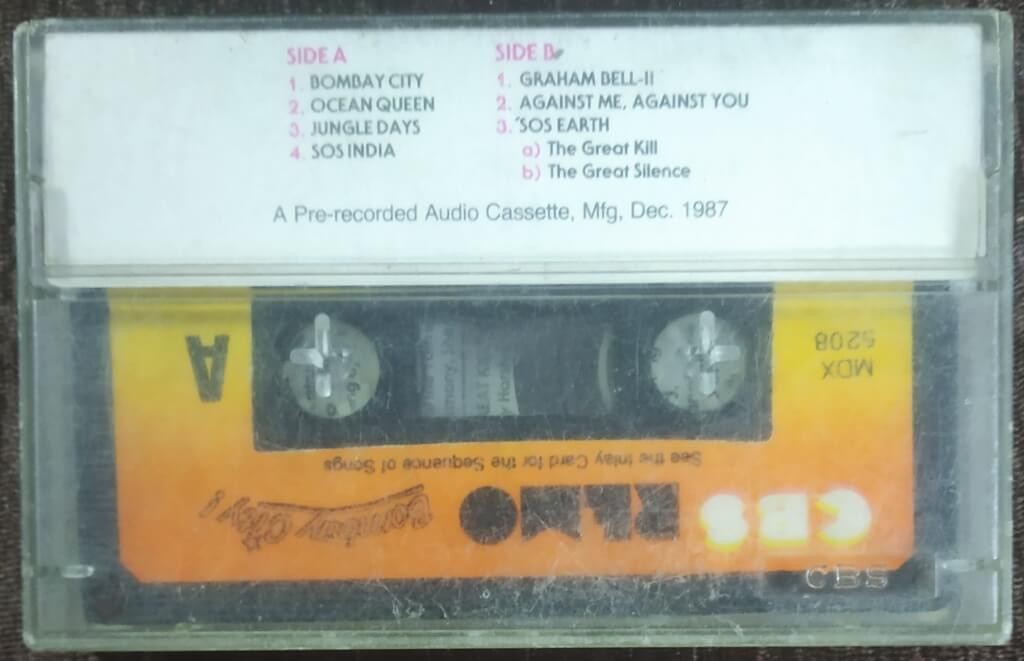 SIDE A
1. BOMBAY CITY
2. OCEAN QUEEN
3. JUNGLE DAYS
4. SOS INDIA
SIDE B
1. GRAHAM BELL-II
2. AGAINST ME, AGAINST YOU
3. 'SOS EARTH
a) The Great Kill
b) The Great Silence
A Pre-recorded Audio Cassette, Mfg, Dec. 1987
A
MDX
5208
See the Inlay Card for the Sequence of Songs
CBS RLMO Bombay City!
CBS